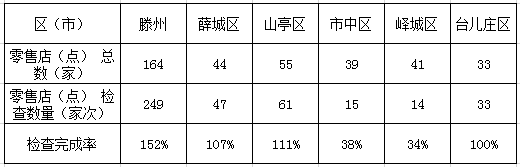 区（市） 滕州 薛城区 山亭区 市中区 峄城区 台儿庄区
零售店（点） 总
数（家） 164 44 55 39 41 33
零售店（点） 检
查数量（家次） 249 47 61 15 14 33
检查完成率 152% 107% 111% 38% 34% 100%